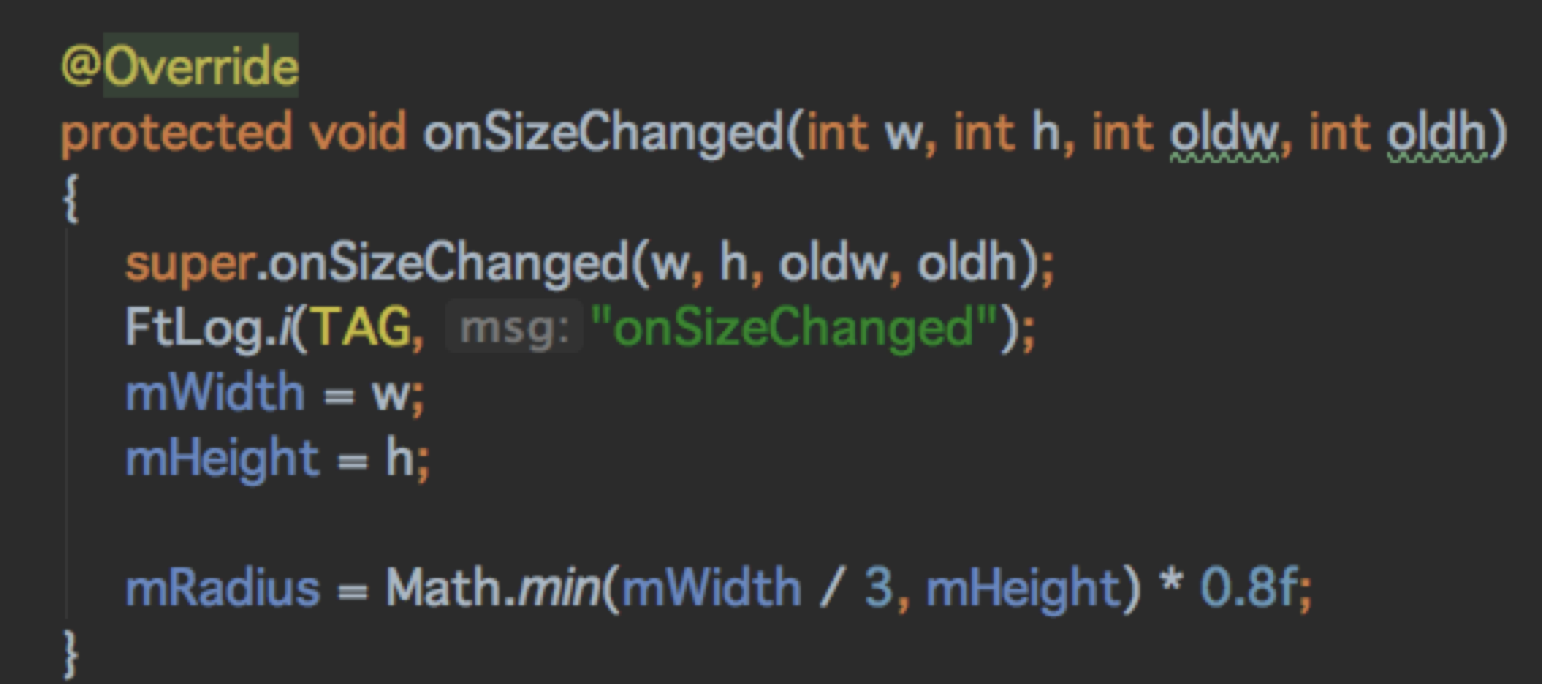 @Override
protected void onSizeChanged(int w, int h, int oldw, int oldh)
{
super.onSizeChanged(w, h, oldw, oldh);
FtLog.i(TAG, msg: "onSizeChanged");
mWidth = w;
mHeight = h;
mRadius = Math.min(mWidth / 3, mHeight) * 0.8f;
}